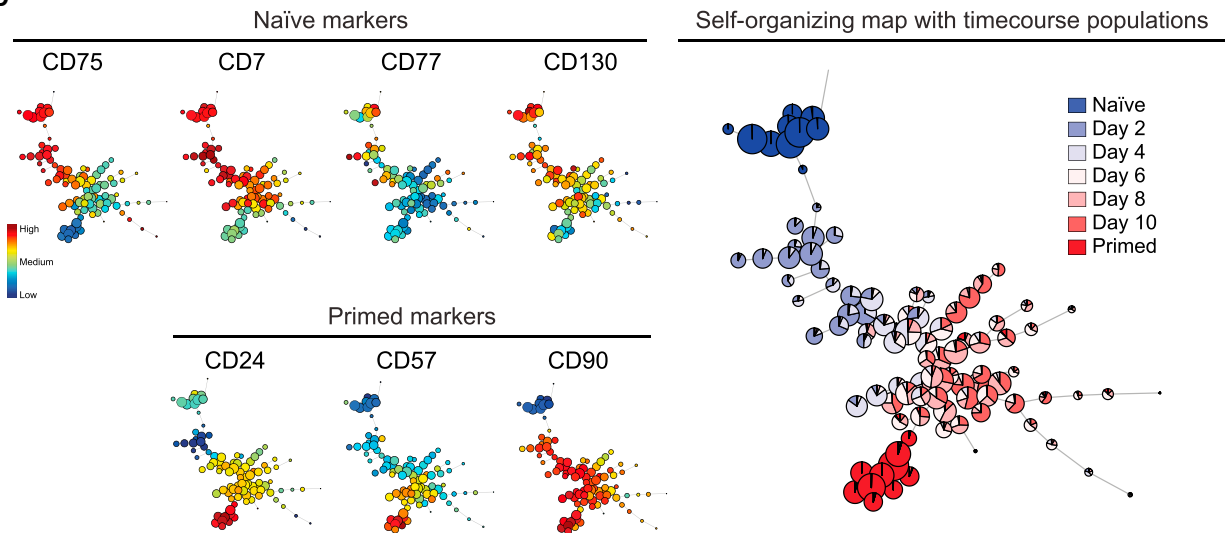 Naïve markers
CD75
CD7
CD77
CD130
High
Medium
Low
Primed markers
CD24
CD57
CD90
Self-organizing map with timecourse populations
Naïve
Day 2
Day 4
Day 6
Day 8
Day 10
Primed